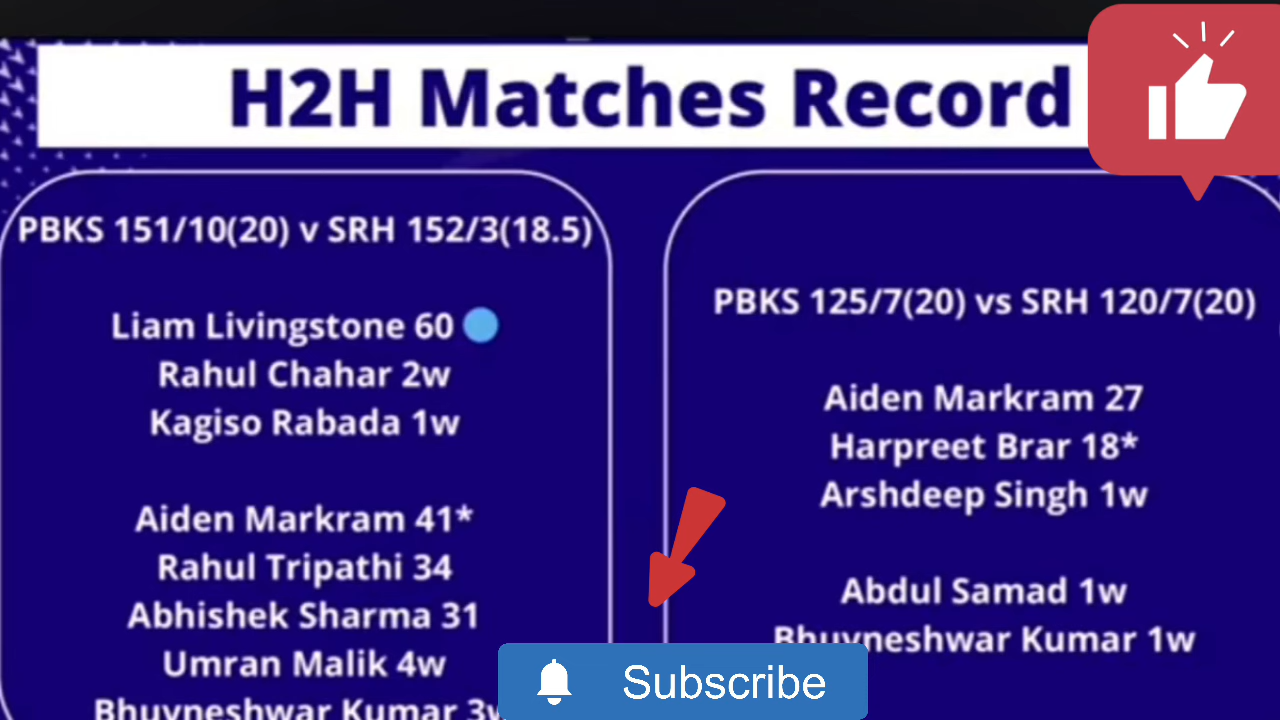 H2H Matches Record
PBKS 151/10(20) v SRH 152/3(18.5)
Liam Livingstone 60
Rahul Chahar 2w
Kagiso Rabada 1w
Aiden Markram 41*
Rahul Tripathi 34
Abhishek Sharma 31
Umran Malik 4w
Bhuvneshwar Kumar 3w
PBKS 125/7(20) vs SRH 120/7(20)
Aiden Markram 27
Harpreet Brar 18*
Arshdeep Singh 1w
Abdul Samad 1w
Bhuvneshwar Kumar 1w
Subscribe